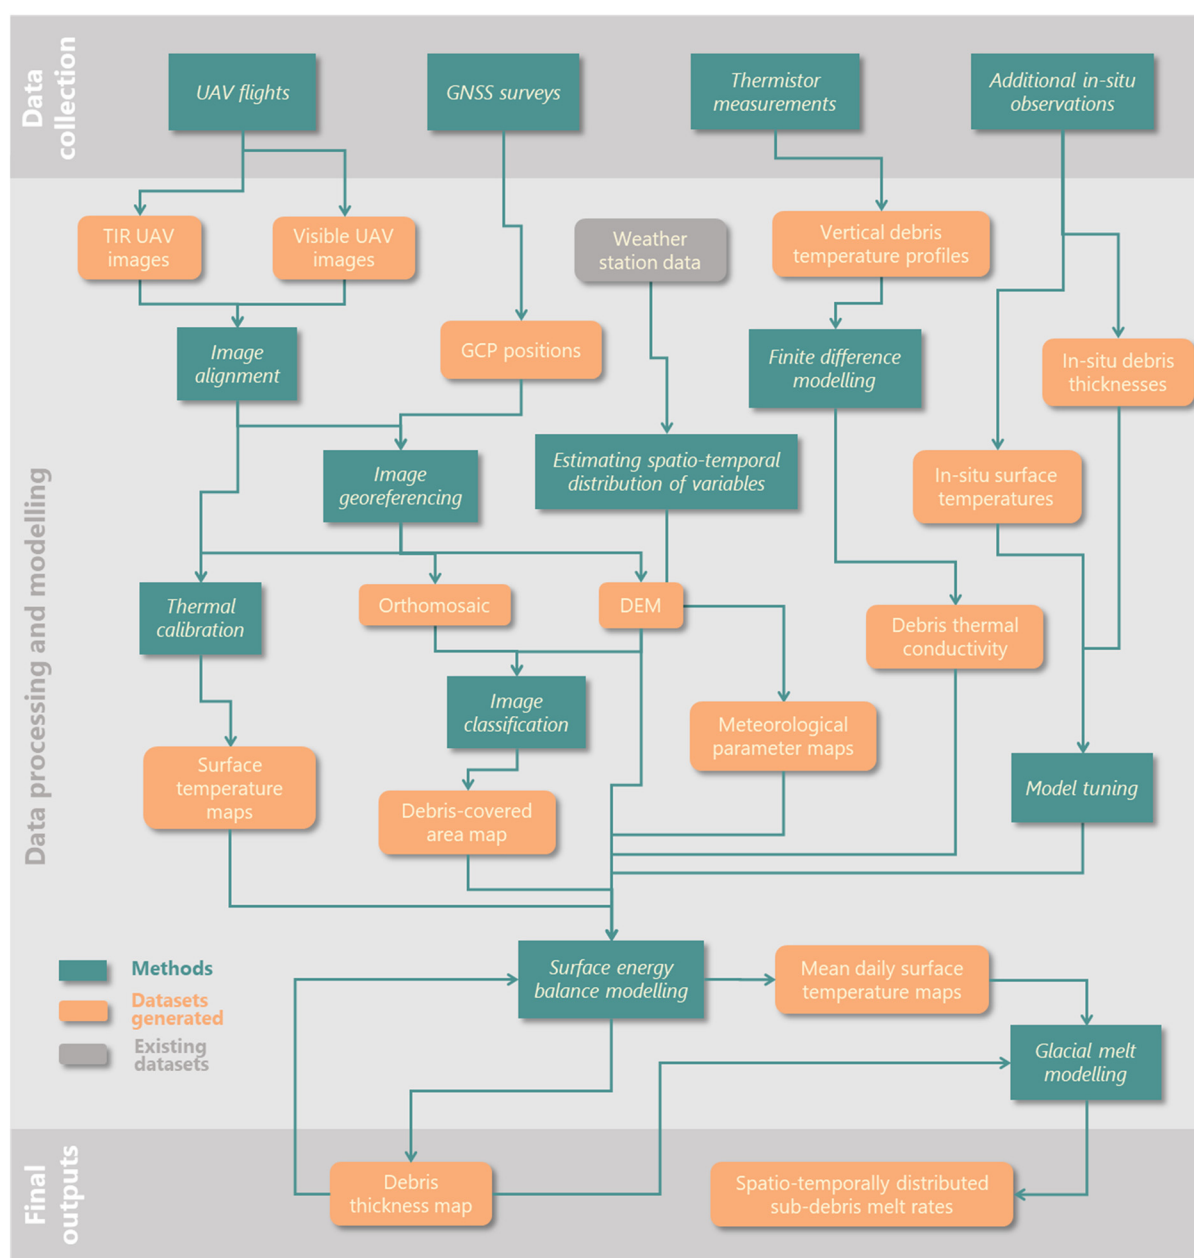 Data
collection
UAV flights
GNSS surveys
Thermistor
measurements
Additional in-situ
observations
Data processing and modelling
TIR UAV
images
Visible UAV
images
Weather
station data
Vertical debris
temperature profiles
Image
alignment
GCP positions
Finite difference
modelling
In-situ debris
thicknesses
Image
georeferencing
Estimating spatio-temporal
distribution of variables
In-situ surface
temperatures
Thermal
calibration
Orthomosaic
DEM
Debris thermal
conductivity
Image
classification
Meteorological
parameter maps
Surface
temperature
maps
Debris-covered
area map
Model tuning
Methods
Datasets
generated
Existing
datasets
Surface energy
balance modelling
Mean daily surface
temperature maps
Glacial melt
modelling
Final
outputs
Debris
thickness map
Spatio-temporally distributed
sub-debris melt rates